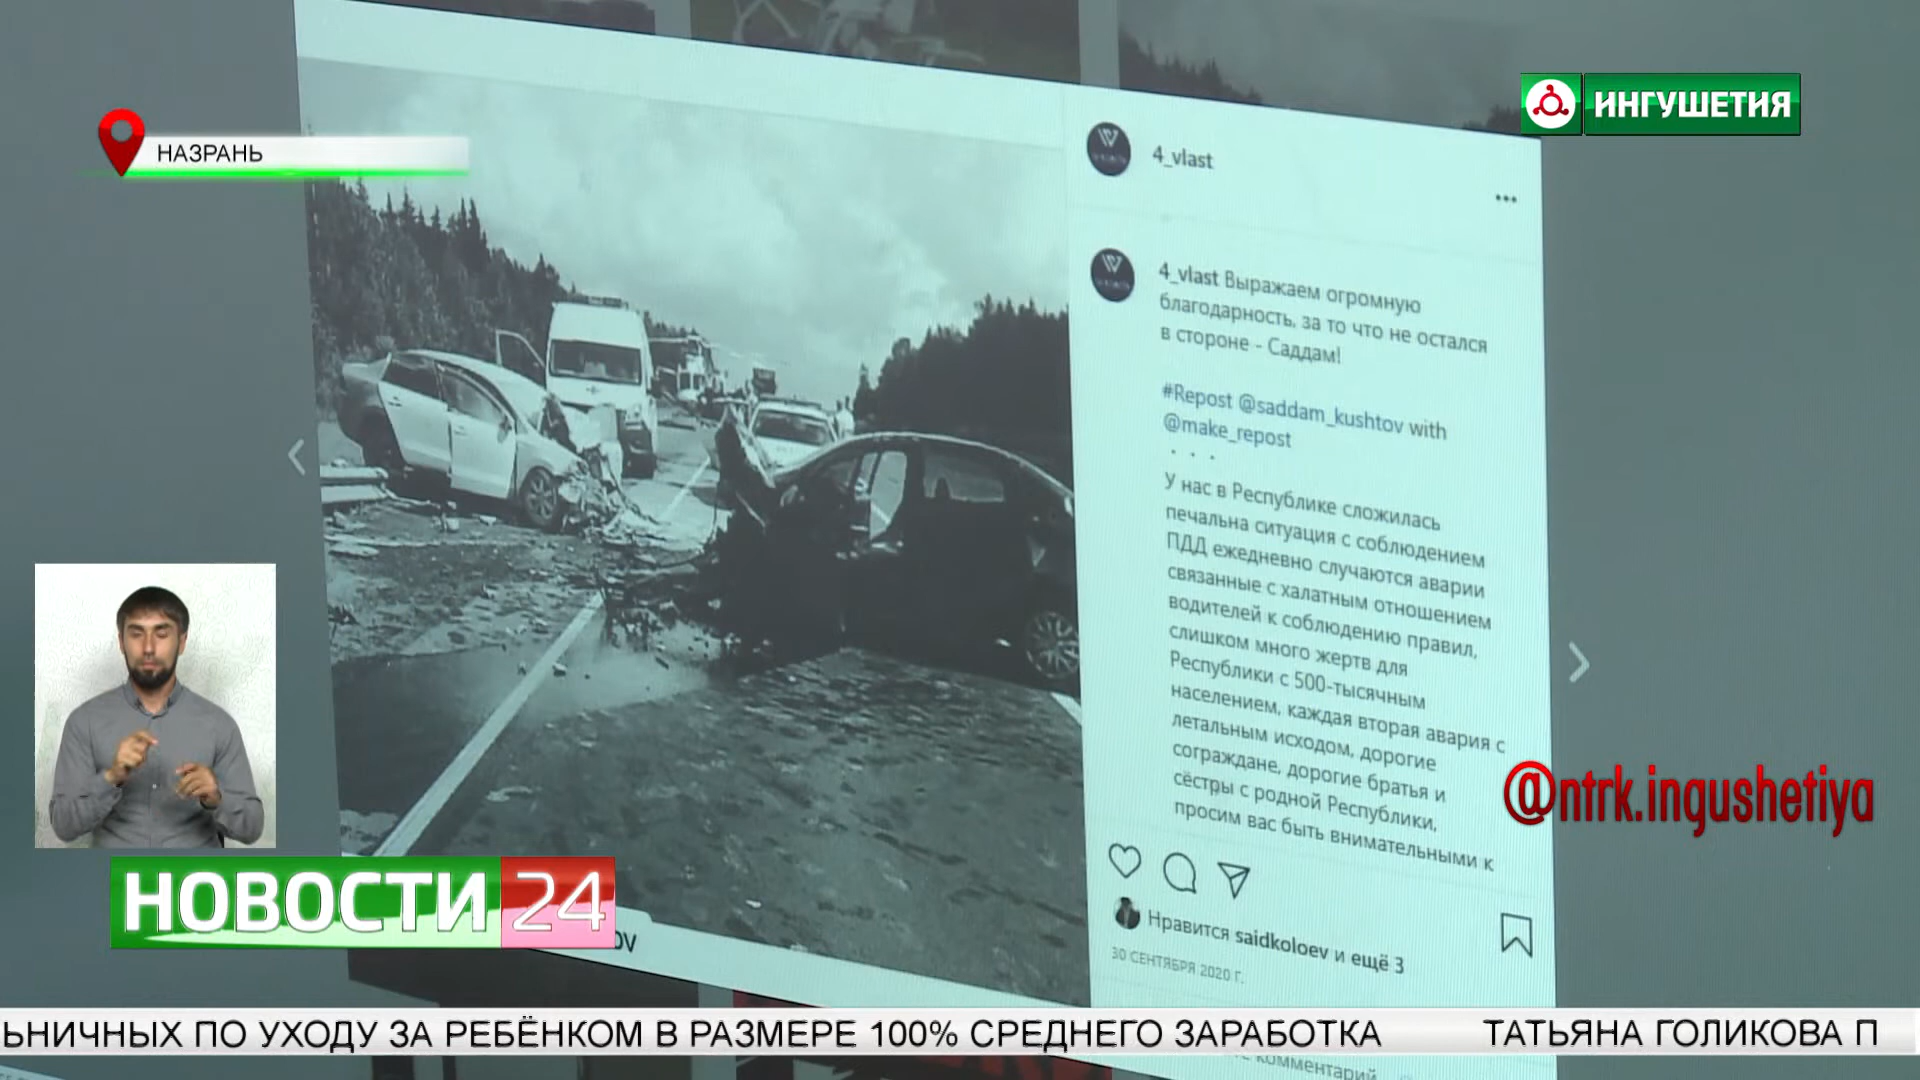 ИНГУШЕТИЯ
НАЗРАНЬ
4_vlast
4_vlast Выражаем огромную
благодарность, за то что не остался
в стороне - Саддам!
#Repost @saddam_kushtov with
@make_repost
· · ·
У нас в Республике сложилась
печальна ситуация с соблюдением
ПДД ежедневно случаются аварии
связанные с халатным отношением
водителей к соблюдению правил,
слишком много жертв для
Республики с 500-тысячным
населением, каждая вторая авария с
летальным исходом, дорогие
сограждане, дорогие братья и
сёстры с родной Республики,
просим вас быть внимательными к
@ntrk.ingushetiya
НОВОСТИ 24
Нравится saidkoloev и ещё 3
30 СЕНТЯБРЯ 2020 Г.
ЬНИЧНЫХ ПО УХОДУ ЗА РЕБЁНКОМ В РАЗМЕРЕ 100% СРЕДНЕГО ЗАРАБОТКА ТАТЬЯНА ГОЛИКОВА П
комментарий